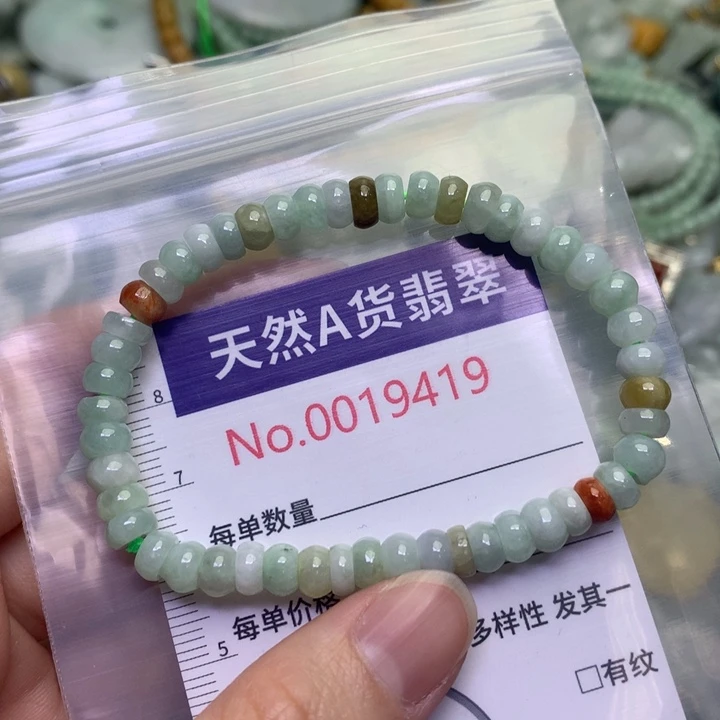 天然A货翡翠
No.0019419
8
7
每单数量
每单价格
多样性 发其一
5
□有纹